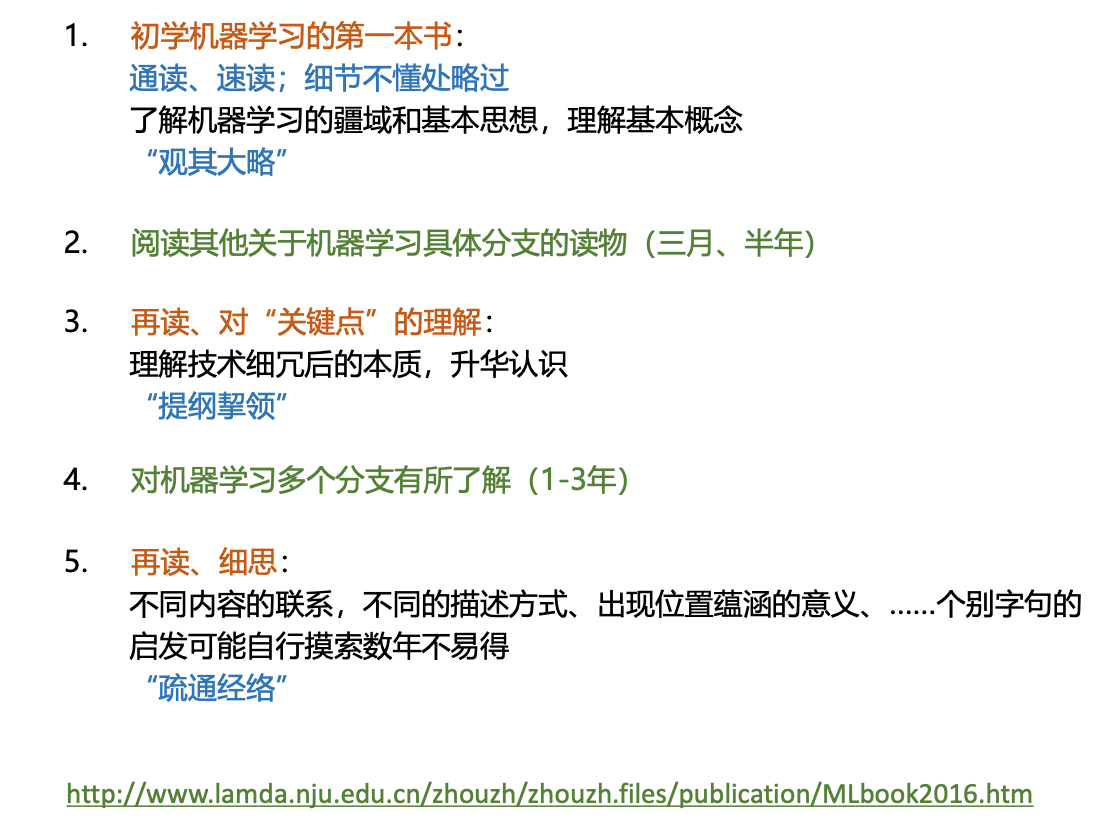 1. 初学机器学习的第一本书：
通读、速读；细节不懂处略过
了解机器学习的疆域和基本思想，理解基本概念
“观其大略”
2. 阅读其他关于机器学习具体分支的读物（三月、半年）
3. 再读、对“关键点”的理解：
理解技术细冗后的本质，升华认识
“提纲挈领”
4. 对机器学习多个分支有所了解（1-3年）
5. 再读、细思：
不同内容的联系，不同的描述方式、出现位置蕴涵的意义、……个别字句的
启发可能自行摸索数年不易得
“疏通经络”
http://www.lamda.nju.edu.cn/zhouzh/zhouzh.files/publication/MLbook2016.htm